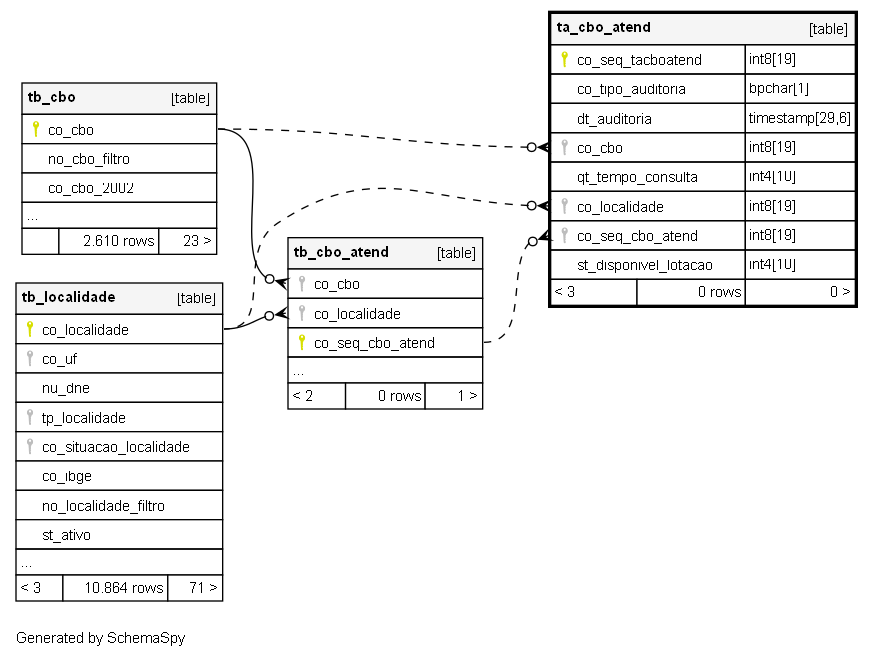 tb_cbo [table]
co_cbo
no_cbo_filtro
co_cbo_2002
...
2.610 rows 23 >
tb_localidade [table]
co_localidade
co_uf
nu_dne
tp_localidade
co_situacao_localidade
co_ibge
no_localidade_filtro
st_ativo
...
< 3 10.864 rows 71 >
tb_cbo_atend [table]
co_cbo
co_localidade
co_seq_cbo_atend
...
< 2 0 rows 1 >
ta_cbo_atend [table]
co_seq_tacboatend int8[19]
co_tipo_auditoria bpchar[1]
dt_auditoria timestamp[29,6]
co_cbo int8[19]
qt_tempo_consulta int4[10]
co_localidade int8[19]
co_seq_cbo_atend int8[19]
st_disponivel_lotacao int4[10]
< 3 0 rows 0 >
Generated by SchemaSpy